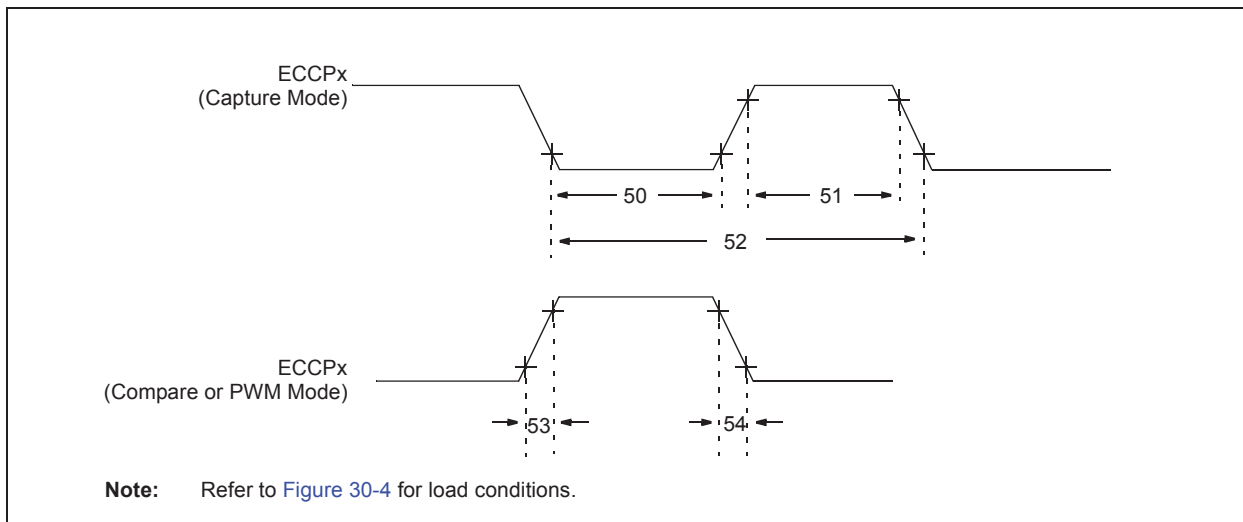 ECCPx
(Capture Mode)
50
51
52
ECCPx
(Compare or PWM Mode)
53
54
Note: Refer to Figure 30-4 for load conditions.